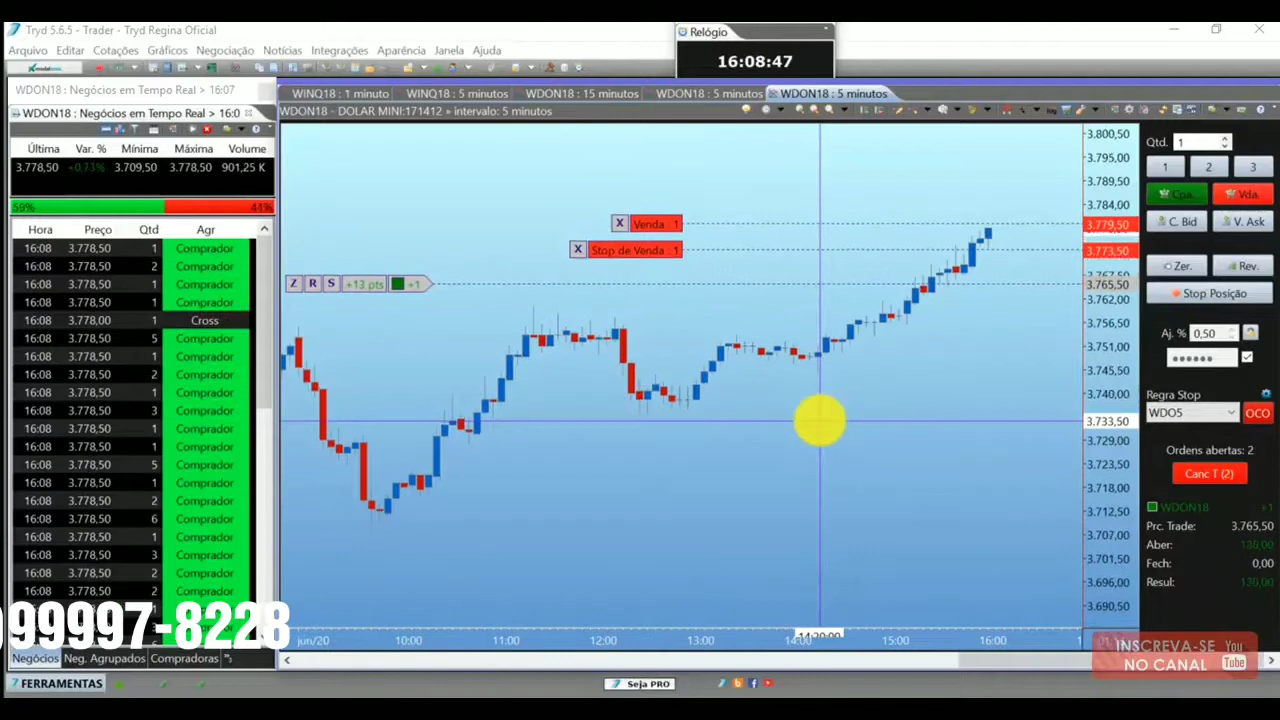 Tryd 5.6.5 - Trader - Tryd Regina Oficial
Relógio
Arquivo Editar Cotações Gráficos Negociação Notícias Integrações Aparência Janela Ajuda
16:08:47
modalmais
WDON18 : Negócios em Tempo Real > 16:07
WINQ18 : 1 minuto WINQ18 : 5 minutos WDON18 : 15 minutos WDON18 : 5 minutos WDON18 : 5 minutos
WDON18 : Negócios em Tempo Real > 16:0
WDON18 - DOLAR MINI:171412 » intervalo: 5 minutos
Última Var. % Mínima Máxima Volume
3.778,50 +0,73% 3.709,50 3.778,50 901,25 K
59% 41%
Hora Preço Qtd Agr
16:08 3.778,50 1 Comprador
16:08 3.778,50 2 Comprador
16:08 3.778,50 1 Comprador
16:08 3.778,50 1 Comprador
16:08 3.778,00 1 Cross
16:08 3.778,50 5 Comprador
16:08 3.778,50 1 Comprador
16:08 3.778,50 2 Comprador
16:08 3.778,50 1 Comprador
16:08 3.778,50 3 Comprador
16:08 3.778,50 1 Comprador
16:08 3.778,50 1 Comprador
16:08 3.778,50 5 Comprador
16:08 3.778,50 1 Comprador
16:08 3.778,50 2 Comprador
16:08 3.778,50 6 Comprador
16:08 3.778,50 1 Comprador
16:08 3.778,50 3 Comprador
16:08 3.778,50 2 Comprador
16:08 3.778,50 2 Comprador
99997-8228
Negócios Neg. Agrupados Compradoras
FERRAMENTAS
X Venda : 1
X Stop de Venda : 1
Z R S +13 pts +1
3.800,50
3.795,00
3.789,50
3.784,00
3.779,50
3.773,50
3.765,50
3.762,00
3.756,50
3.751,00
3.745,50
3.740,00
3.733,50
3.729,00
3.723,50
3.718,00
3.712,50
3.707,00
3.701,50
3.696,00
3.690,50
jun/20 10:00 11:00 12:00 13:00 14:00 15:00 16:00
Seja PRO
Qtd. 1
1 2 3
Cpa. Vda.
C. Bid V. Ask
Zer. Rev.
Stop Posição
Aj. % 0,50
Regra Stop
WDO5 OCO
Ordens abertas: 2
Canc T (2)
WDON18 +1
Prc. Trade: 3.765,50
Aber: 130,00
Fech: 0,00
Resul: 130,00
INSCREVA-SE
NO CANAL
You
Tube